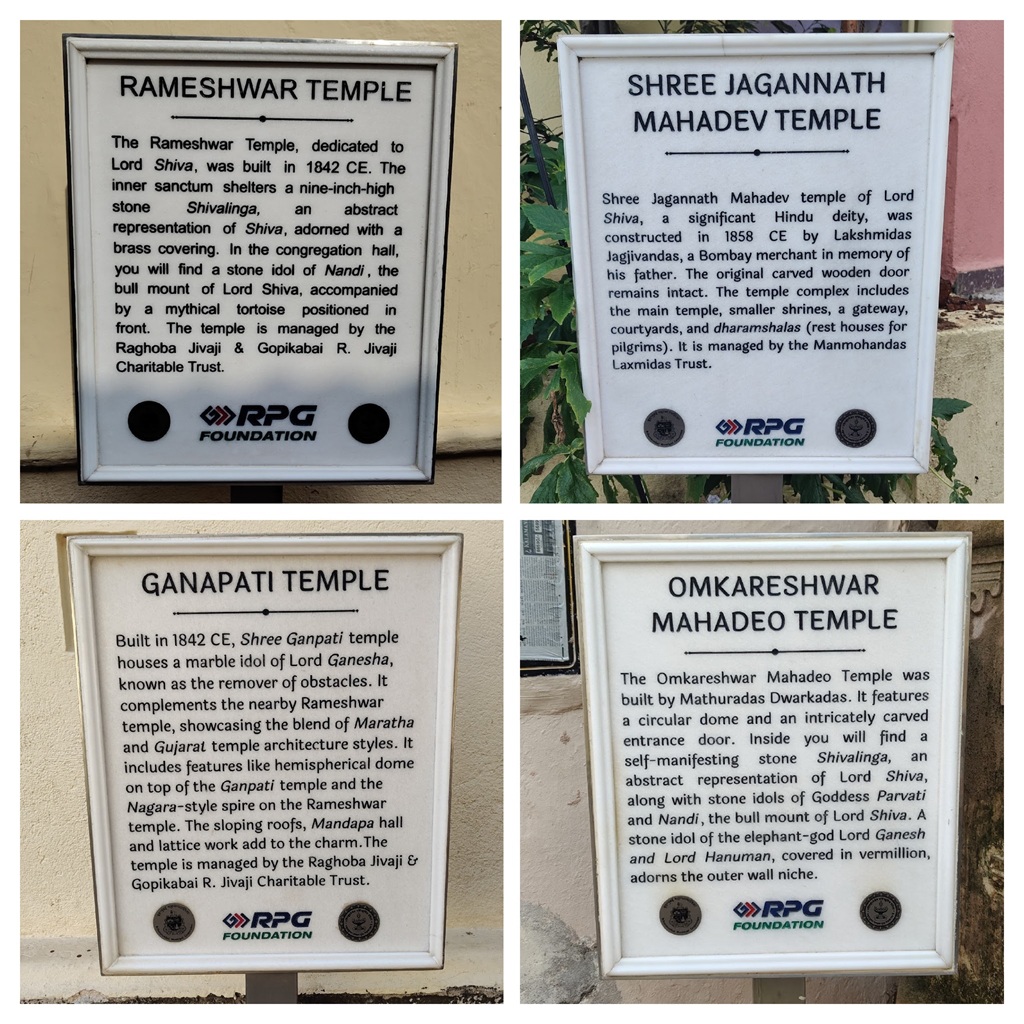 RAMESHWAR TEMPLE
The Rameshwar Temple, dedicated to
Lord Shiva, was built in 1842 CE. The
inner sanctum shelters a nine-inch-high
stone Shivalinga, an abstract
representation of Shiva, adorned with a
brass covering. In the congregation hall,
you will find a stone idol of Nandi, the
bull mount of Lord Shiva, accompanied
by a mythical tortoise positioned in
front. The temple is managed by the
Raghoba Jivaji & Gopikabai R. Jivaji
Charitable Trust.
RPG
FOUNDATION
SHREE JAGANNATH
MAHADEV TEMPLE
Shree Jagannath Mahadev temple of Lord
Shiva, a significant Hindu deity, was
constructed in 1858 CE by Lakshmidas
Jagjivandas, a Bombay merchant in memory of
his father. The original carved wooden door
remains intact. The temple complex includes
the main temple, smaller shrines, a gateway,
courtyards, and dharamshalas (rest houses for
pilgrims). It is managed by the Manmohandas
Laxmidas Trust.
RPG
FOUNDATION
GANAPATI TEMPLE
Built in 1842 CE, Shree Ganpati temple
houses a marble idol of Lord Ganesha,
known as the remover of obstacles. It
complements the nearby Rameshwar
temple, showcasing the blend of Maratha
and Gujarat temple architecture styles. It
includes features like hemispherical dome
on top of the Ganpati temple and the
Nagara-style spire on the Rameshwar
temple. The sloping roofs, Mandapa hall
and lattice work add to the charm.The
temple is managed by the Raghoba Jivaji &
Gopikabai R. Jivaji Charitable Trust.
RPG
FOUNDATION
OMKARESHWAR
MAHADEO TEMPLE
The Omkareshwar Mahadeo Temple was
built by Mathuradas Dwarkadas. It features
a circular dome and an intricately carved
entrance door. Inside you will find a
self-manifesting stone Shivalinga, an
abstract representation of Lord Shiva,
along with stone idols of Goddess Parvati
and Nandi, the bull mount of Lord Shiva. A
stone idol of the elephant-god Lord Ganesh
and Lord Hanuman, covered in vermillion,
adorns the outer wall niche.
RPG
FOUNDATION